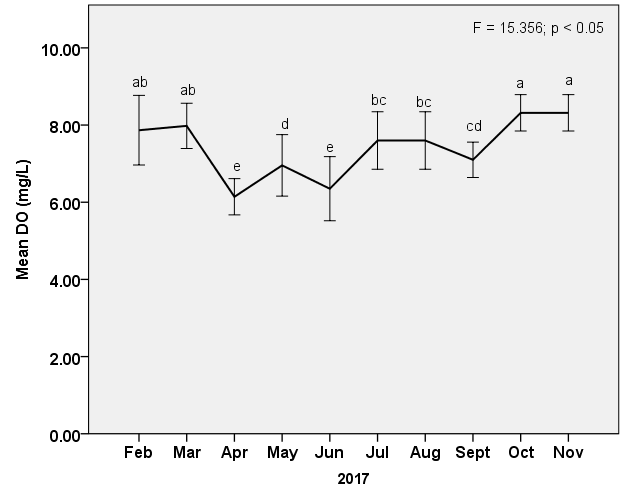 F = 15.356; p < 0.05
10.00
8.00
6.00
4.00
2.00
0.00
Mean DO (mg/L)
ab
ab
e
d
e
bc
bc
cd
a
a
Feb Mar Apr May Jun Jul Aug Sept Oct Nov
2017